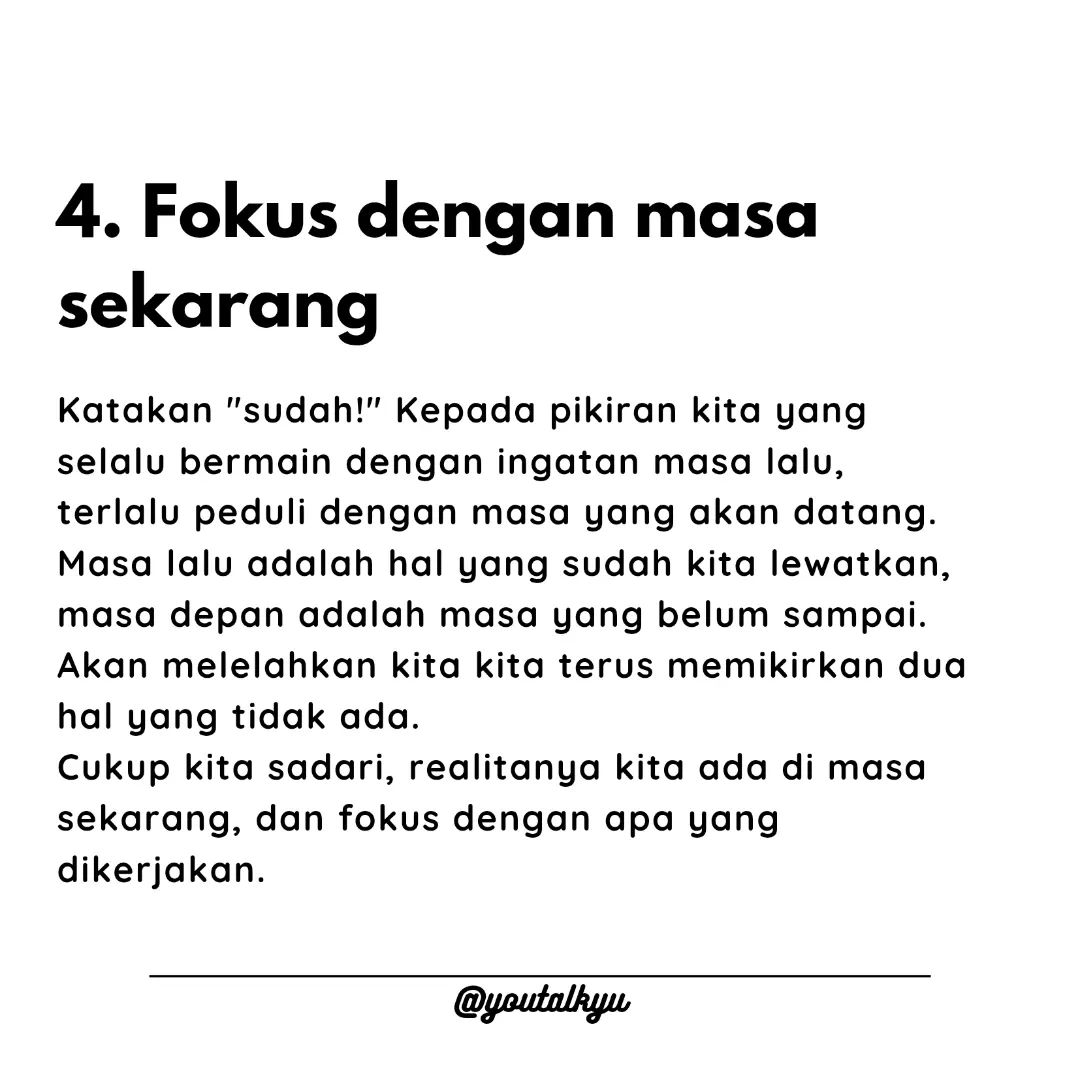 4. Fokus dengan masa
sekarang
Katakan "sudah!" Kepada pikiran kita yang
selalu bermain dengan ingatan masa lalu,
terlalu peduli dengan masa yang akan datang.
Masa lalu adalah hal yang sudah kita lewatkan,
masa depan adalah masa yang belum sampai.
Akan melelahkan kita kita terus memikirkan dua
hal yang tidak ada.
Cukup kita sadari, realitanya kita ada di masa
sekarang, dan fokus dengan apa yang
dikerjakan.
@youtalkyu